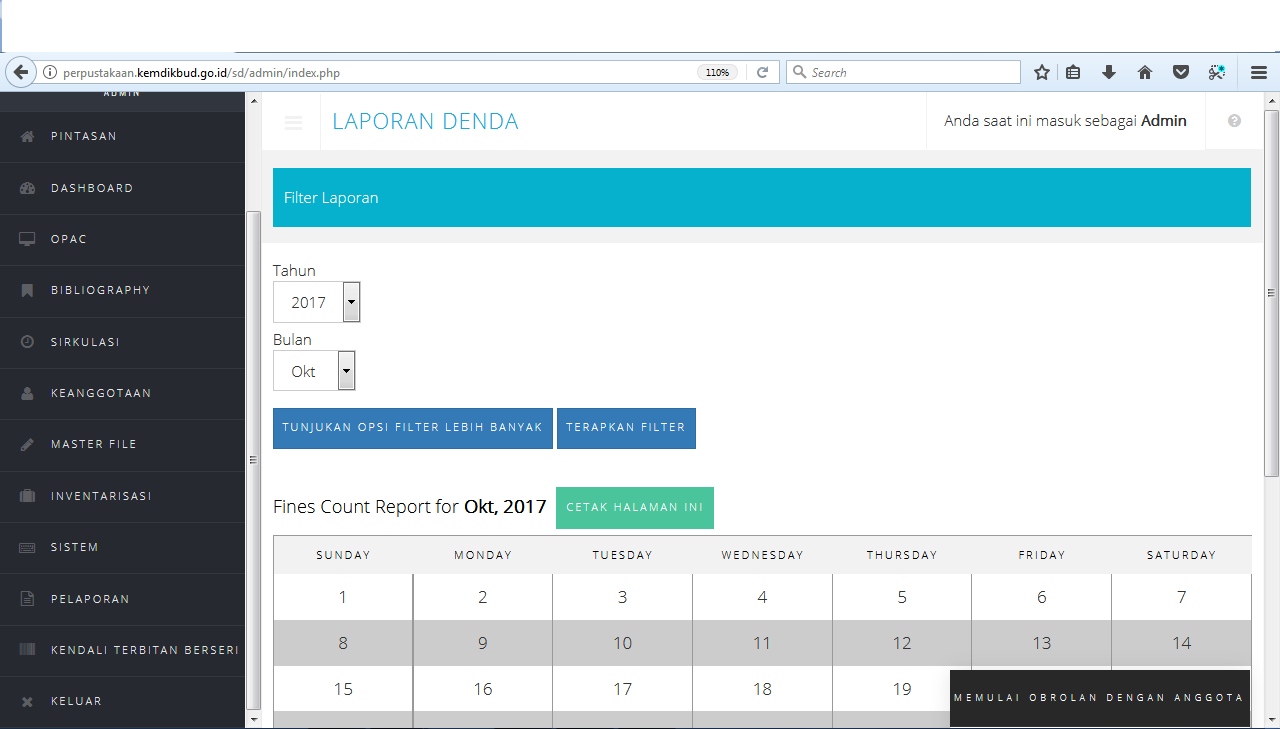 perpustakaan.kemdikbud.go.id/sd/admin/index.php
110%
Search
ADMIN
PINTASAN
DASHBOARD
OPAC
BIBLIOGRAPHY
SIRKULASI
KEANGGOTAAN
MASTER FILE
INVENTARISASI
SISTEM
PELAPORAN
KENDALI TERBITAN BERSERI
KELUAR
LAPORAN DENDA
Anda saat ini masuk sebagai Admin
Filter Laporan
Tahun
2017
Bulan
Okt
TUNJUKAN OPSI FILTER LEBIH BANYAK TERAPKAN FILTER
Fines Count Report for Okt, 2017 CETAK HALAMAN INI
SUNDAY MONDAY TUESDAY WEDNESDAY THURSDAY FRIDAY SATURDAY
1 2 3 4 5 6 7
8 9 10 11 12 13 14
15 16 17 18 19
MEMULAI OBROLAN DENGAN ANGGOTA